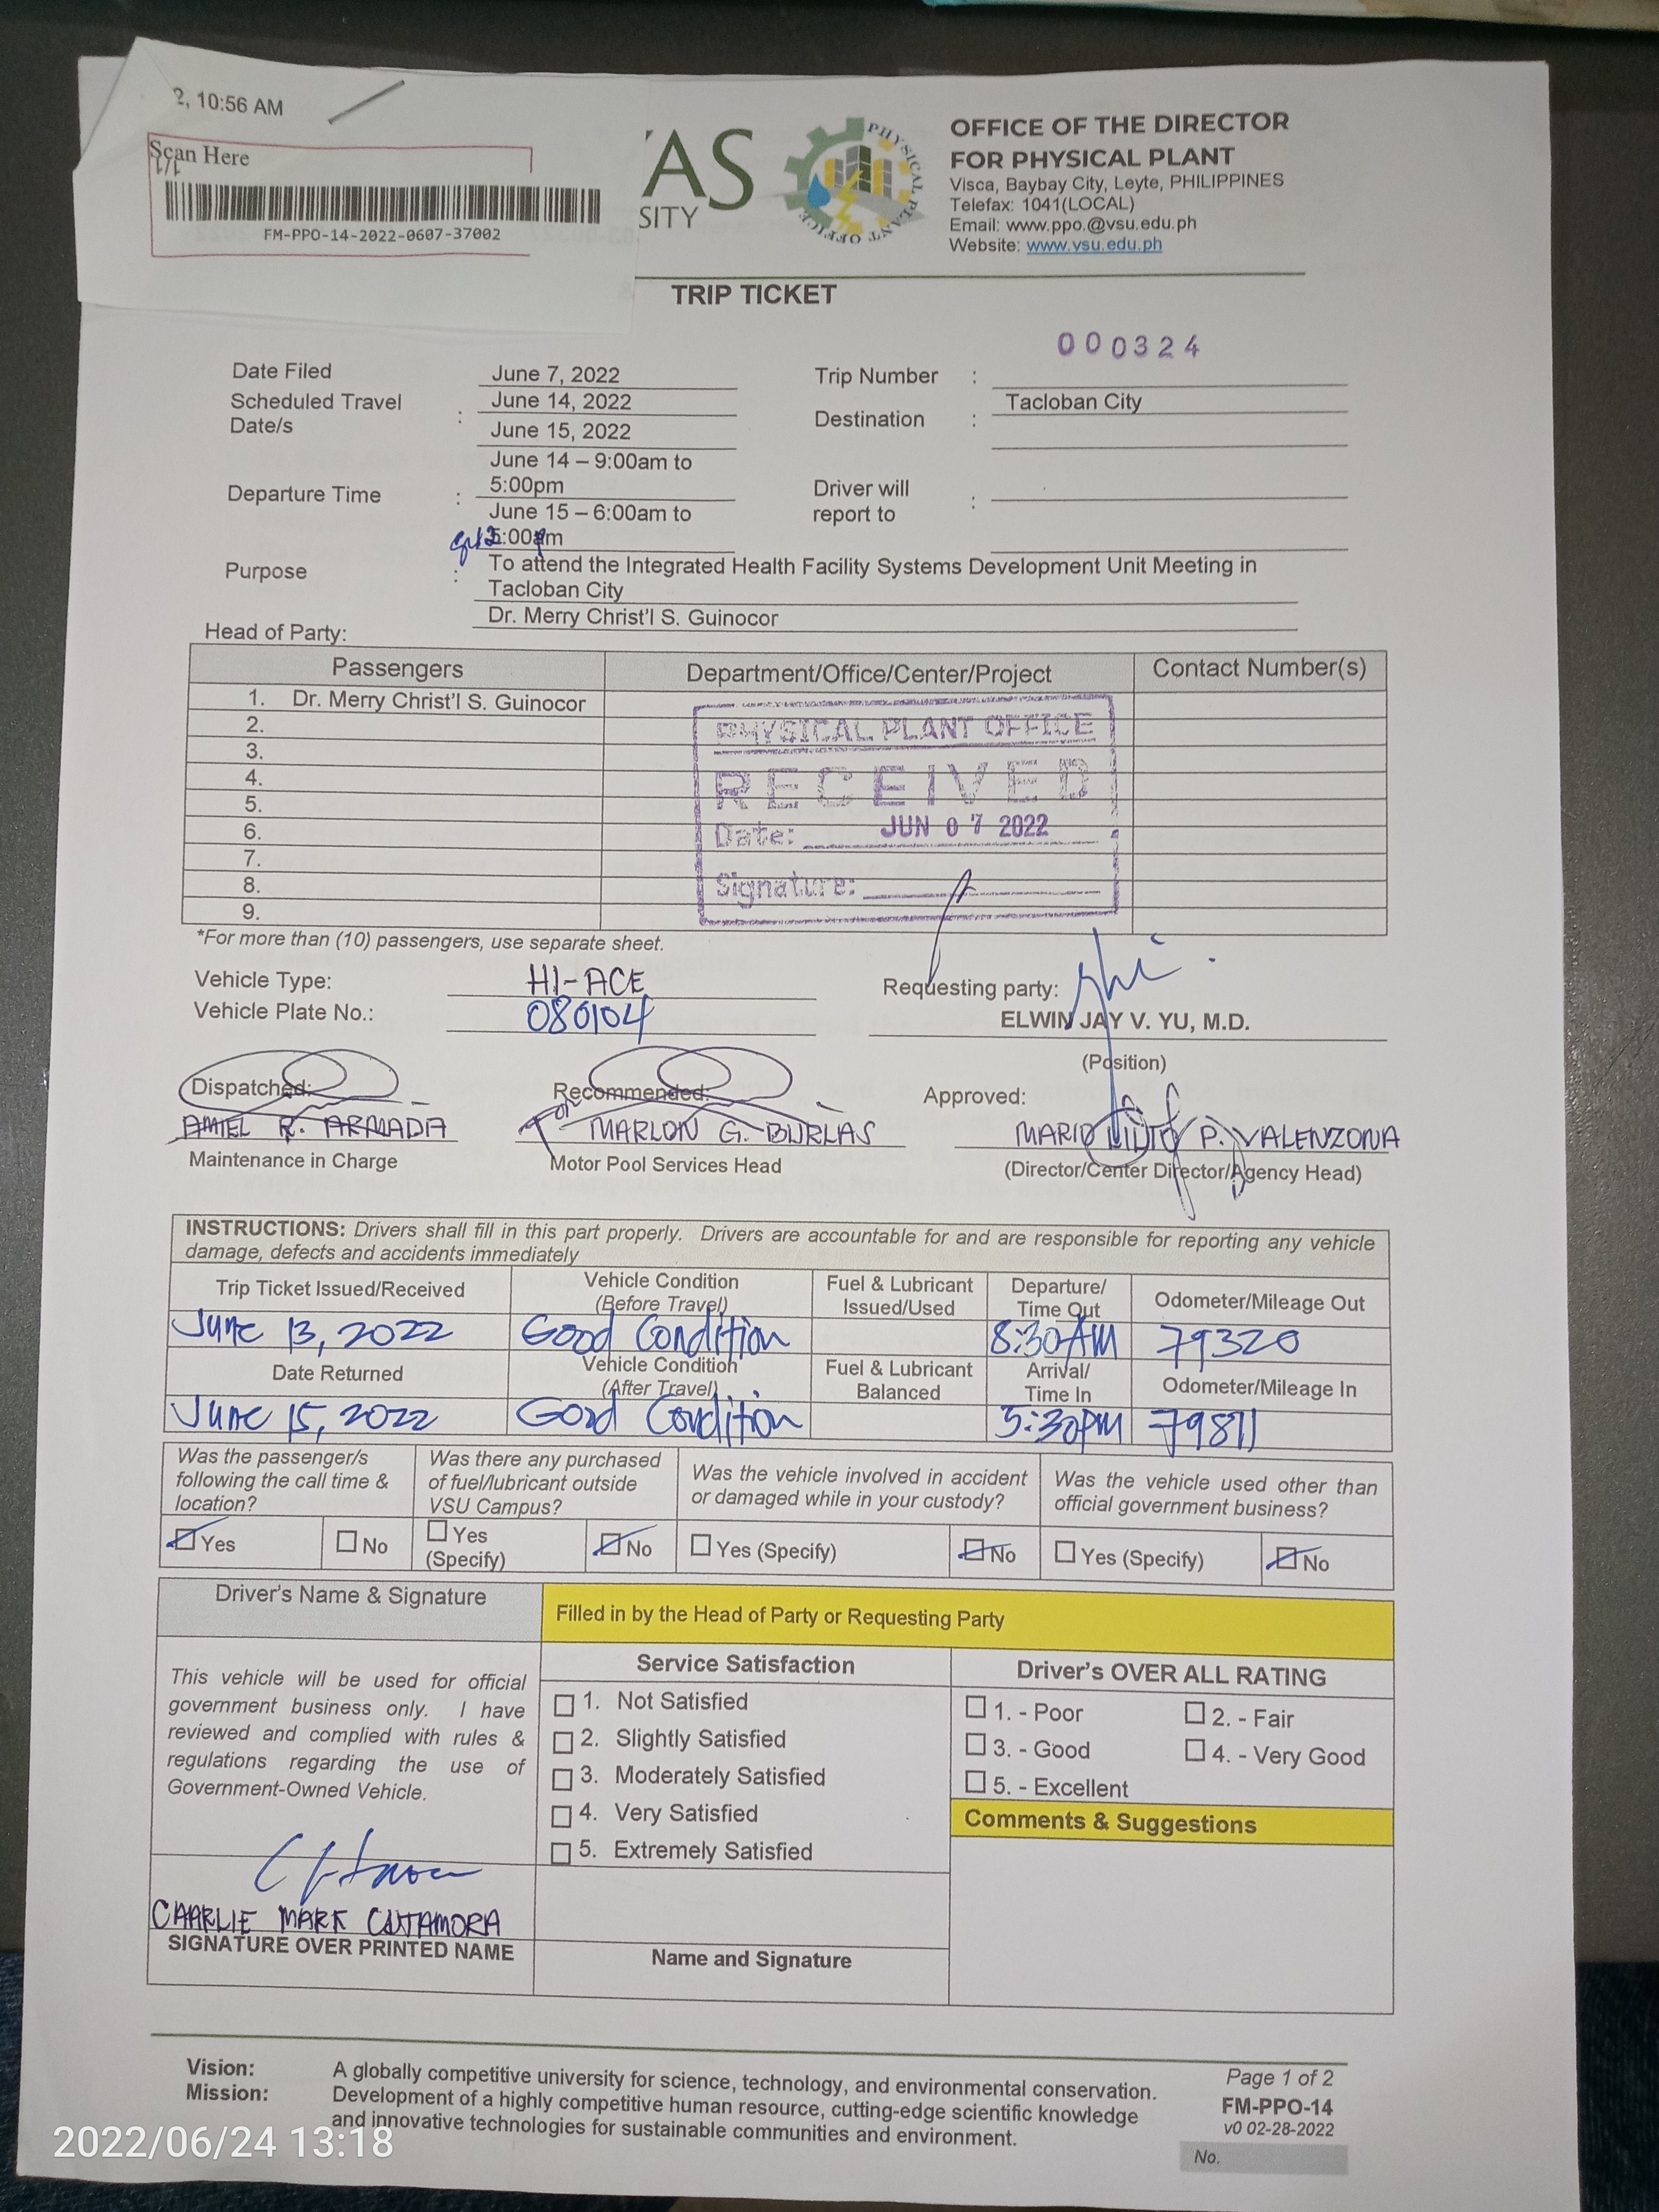 2, 10:56 AM
Scan Here
1/1
FM-PPO-14-2022-0607-37002
AS
SITY
PHYSICAL PLANT OFFICE
OFFICE OF THE DIRECTOR
FOR PHYSICAL PLANT
Visca, Baybay City, Leyte, PHILIPPINES
Telefax: 1041(LOCAL)
Email: www.ppo.@vsu.edu.ph
Website: www.vsu.edu.ph
TRIP TICKET
000324
Date Filed June 7, 2022 Trip Number :
Scheduled Travel Date/s : June 14, 2022 Destination : Tacloban City
June 15, 2022
June 14 – 9:00am to
Departure Time : 5:00pm Driver will report to :
June 15 – 6:00am to
5:00pm
Purpose : To attend the Integrated Health Facility Systems Development Unit Meeting in
Tacloban City
Head of Party: Dr. Merry Christ'l S. Guinocor
Passengers Department/Office/Center/Project Contact Number(s)
1. Dr. Merry Christ'l S. Guinocor
2.
3.
4.
5.
6.
7.
8.
9.
PHYSICAL PLANT OFFICE
RECEIVED
Date: JUN 07 2022
Signature:
*For more than (10) passengers, use separate sheet.
Vehicle Type: HI-ACE Requesting party:
Vehicle Plate No.: 080104 ELWIN JAY V. YU, M.D.
(Position)
Dispatched: Recommended: Approved:
AMIEL R. ARMADA for MARLON G. BURLAS MARIO LILIO P. VALENZONA
Maintenance in Charge Motor Pool Services Head (Director/Center Director/Agency Head)
INSTRUCTIONS: Drivers shall fill in this part properly. Drivers are accountable for and are responsible for reporting any vehicle
damage, defects and accidents immediately
Trip Ticket Issued/Received Vehicle Condition (Before Travel) Fuel & Lubricant Issued/Used Departure/ Time Out Odometer/Mileage Out
June 13, 2022 Good Condition 8:30AM 79320
Date Returned Vehicle Condition (After Travel) Fuel & Lubricant Balanced Arrival/ Time In Odometer/Mileage In
June 15, 2022 Good Condition 5:30PM 79871
Was the passenger/s following the call time & location? Was there any purchased of fuel/lubricant outside VSU Campus? Was the vehicle involved in accident or damaged while in your custody? Was the vehicle used other than official government business?
Yes No Yes (Specify) No Yes (Specify) No Yes (Specify) No
Driver's Name & Signature Filled in by the Head of Party or Requesting Party
This vehicle will be used for official
government business only. I have
reviewed and complied with rules &
regulations regarding the use of
Government-Owned Vehicle.
Service Satisfaction
1. Not Satisfied
2. Slightly Satisfied
3. Moderately Satisfied
4. Very Satisfied
5. Extremely Satisfied
Driver's OVER ALL RATING
1. - Poor 2. - Fair
3. - Good 4. - Very Good
5. - Excellent
Comments & Suggestions
CHARLIE MARK CUTAMORA
SIGNATURE OVER PRINTED NAME
Name and Signature
Vision: A globally competitive university for science, technology, and environmental conservation.
Mission: Development of a highly competitive human resource, cutting-edge scientific knowledge
and innovative technologies for sustainable communities and environment.
Page 1 of 2
FM-PPO-14
v0 02-28-2022
No.
2022/06/24 13:18